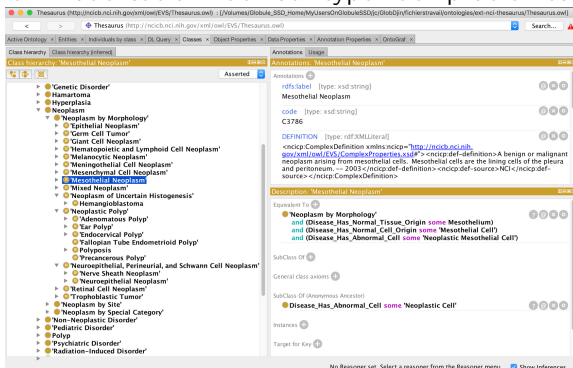 Thesaurus (http://ncicb.nci.nih.gov/xml/owl/EVS/Thesaurus.owl) : [/Volumes/GlobuleSSD_Home/MyUsersOnGlobuleSSD/jc/GlobDjin/fichierstravail/ontologies/ext-nci-thesaurus/Thesaurus.owl]
< > Thesaurus (http://ncicb.nci.nih.gov/xml/owl/EVS/Thesaurus.owl) Search...
Active Ontology × Entities × Individuals by class × DL Query × Classes × Object Properties × Data Properties × Annotation Properties × OntoGraf ×
Class hierarchy Class hierarchy (inferred)
Class hierarchy: 'Mesothelial Neoplasm'
Asserted
'Genetic Disorder'
Hamartoma
Hyperplasia
Neoplasm
'Neoplasm by Morphology'
'Epithelial Neoplasm'
'Germ Cell Tumor'
'Giant Cell Neoplasm'
'Hematopoietic and Lymphoid Cell Neoplasm'
'Melanocytic Neoplasm'
'Meningothelial Cell Neoplasm'
'Mesenchymal Cell Neoplasm'
'Mesothelial Neoplasm'
'Mixed Neoplasm'
'Neoplasm of Uncertain Histogenesis'
Hemangioblastoma
'Neoplastic Polyp'
'Adenomatous Polyp'
'Ear Polyp'
'Endocervical Polyp'
'Fallopian Tube Endometrioid Polyp'
Polyposis
'Precancerous Polyp'
'Neuroepithelial, Perineurial, and Schwann Cell Neoplasm'
'Nerve Sheath Neoplasm'
'Neuroepithelial Neoplasm'
'Retinal Cell Neoplasm'
'Trophoblastic Tumor'
'Neoplasm by Site'
'Neoplasm by Special Category'
'Non-Neoplastic Disorder'
'Pediatric Disorder'
Polyp
'Psychiatric Disorder'
'Radiation-Induced Disorder'
Annotations Usage
Annotations: 'Mesothelial Neoplasm'
Annotations
rdfs:label [type: xsd:string]
Mesothelial Neoplasm
code [type: xsd:string]
C3786
DEFINITION [type: rdf:XMLLiteral]
<ncicp:ComplexDefinition xmlns:ncicp="http://ncicb.nci.nih.
gov/xml/owl/EVS/ComplexProperties.xsd#"><ncicp:def-definition>A benign or malignant
neoplasm arising from mesothelial cells. Mesothelial cells are the lining cells of the pleura
and peritoneum. -- 2003</ncicp:def-definition><ncicp:def-source>NCI</ncicp:def-
source></ncicp:ComplexDefinition>
Description: 'Mesothelial Neoplasm'
Equivalent To
'Neoplasm by Morphology'
and (Disease_Has_Normal_Tissue_Origin some Mesothelium)
and (Disease_Has_Normal_Cell_Origin some 'Mesothelial Cell')
and (Disease_Has_Abnormal_Cell some 'Neoplastic Mesothelial Cell')
SubClass Of
General class axioms
SubClass Of (Anonymous Ancestor)
Disease_Has_Abnormal_Cell some 'Neoplastic Cell'
Instances
Target for Key
No Reasoner set. Select a reasoner from the Reasoner menu Show Inferences